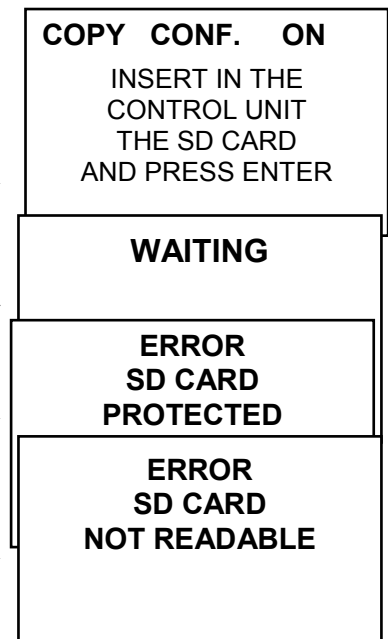 COPY CONF. ON
INSERT IN THE
CONTROL UNIT
THE SD CARD
AND PRESS ENTER
WAITING
ERROR
SD CARD
PROTECTED
ERROR
SD CARD
NOT READABLE